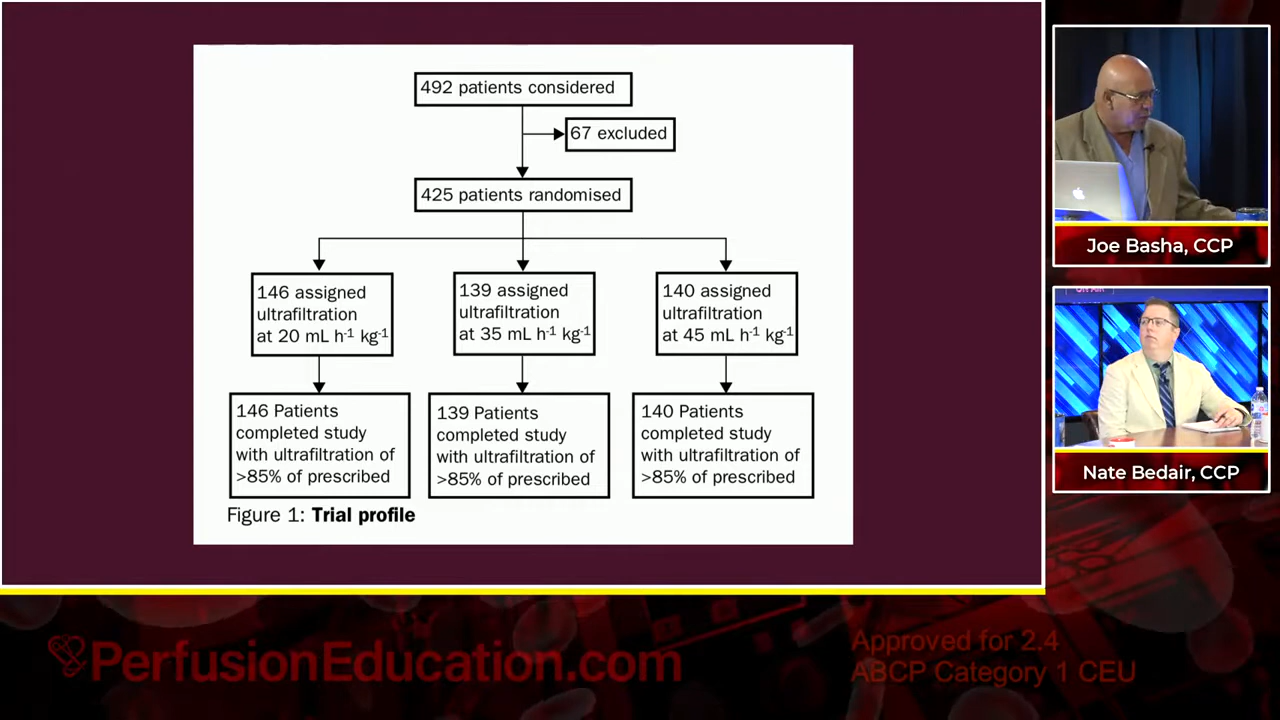 492 patients considered
67 excluded
425 patients randomised
146 assigned
ultrafiltration
at 20 mL h-1 kg-1
139 assigned
ultrafiltration
at 35 mL h-1 kg-1
140 assigned
ultrafiltration
at 45 mL h-1 kg-1
146 Patients
completed study
with ultrafiltration of
>85% of prescribed
139 Patients
completed study
with ultrafiltration of
>85% of prescribed
140 Patients
completed study
with ultrafiltration of
>85% of prescribed
Figure 1: Trial profile
Joe Basha, CCP
Nate Bedair, CCP
PerfusionEducation.com
Approved for 2.4
ABCP Category 1 CEU